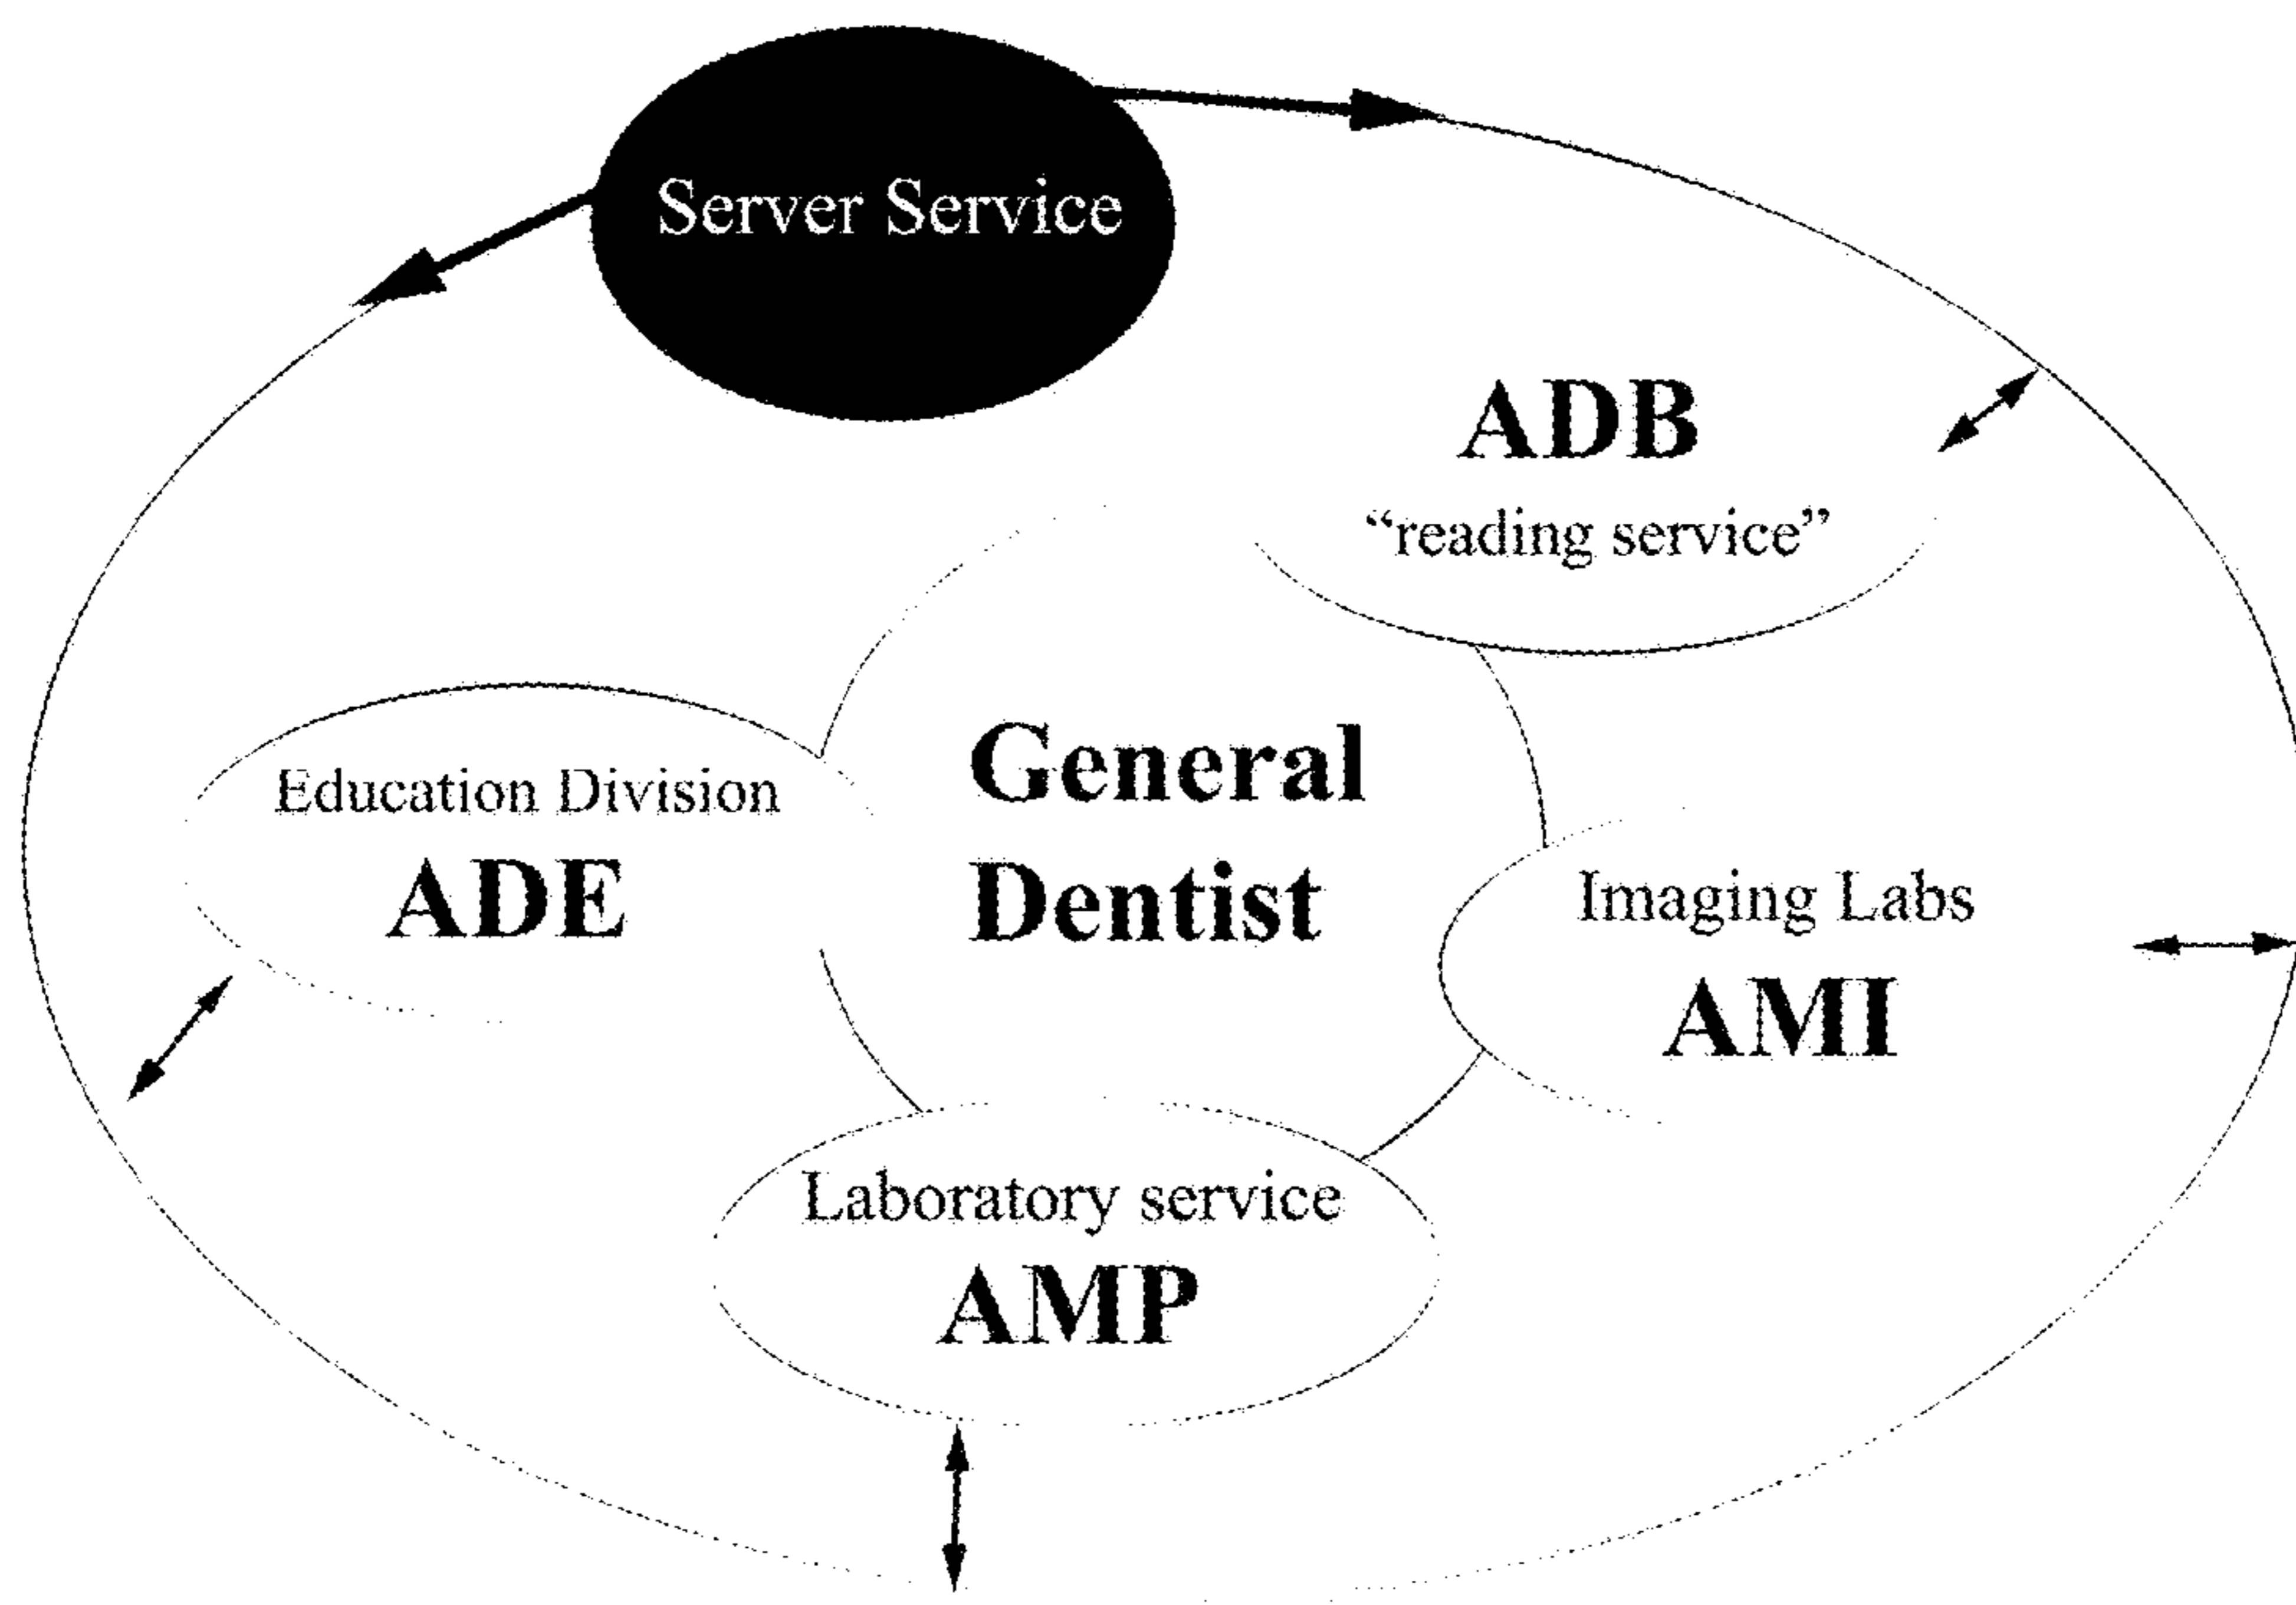 Server Service
ADB
“reading service”
General
Dentist
Education Division
ADE
Imaging Labs
AMI
Laboratory service
AMP